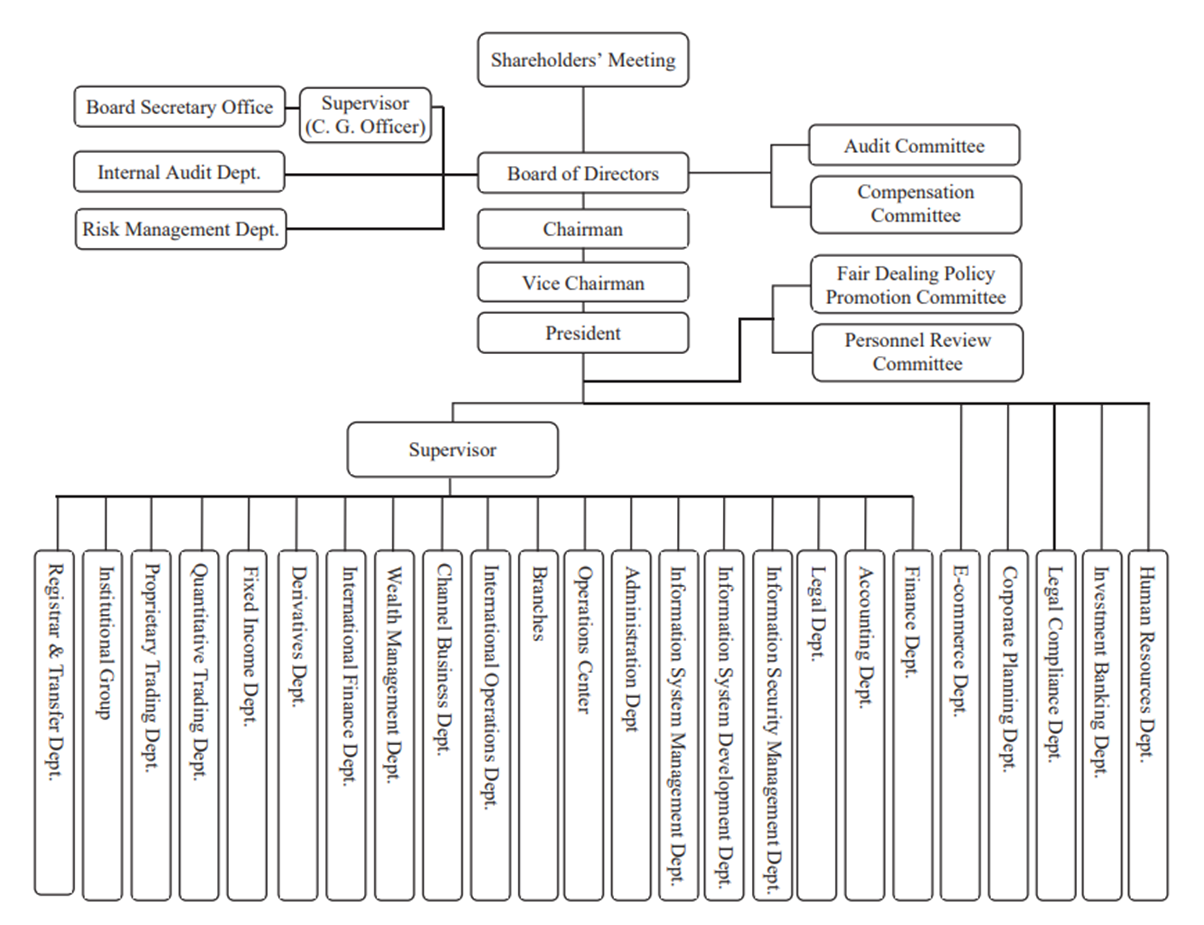 Shareholders' Meeting
Board Secretary Office
Supervisor
(C. G. Officer)
Internal Audit Dept.
Risk Management Dept.
Board of Directors
Audit Committee
Compensation
Committee
Chairman
Vice Chairman
President
Fair Dealing Policy
Promotion Committee
Personnel Review
Committee
Supervisor
Registrar & Transfer Dept.
Institutional Group
Proprietary Trading Dept.
Quantitative Trading Dept.
Fixed Income Dept.
Derivatives Dept.
International Finance Dept.
Wealth Management Dept.
Channel Business Dept.
International Operations Dept.
Branches
Operations Center
Administration Dept
Information System Management Dept.
Information System Development Dept.
Information Security Management Dept.
Legal Dept.
Accounting Dept.
Finance Dept.
E-commerce Dept.
Corporate Planning Dept.
Legal Compliance Dept.
Investment Banking Dept.
Human Resources Dept.